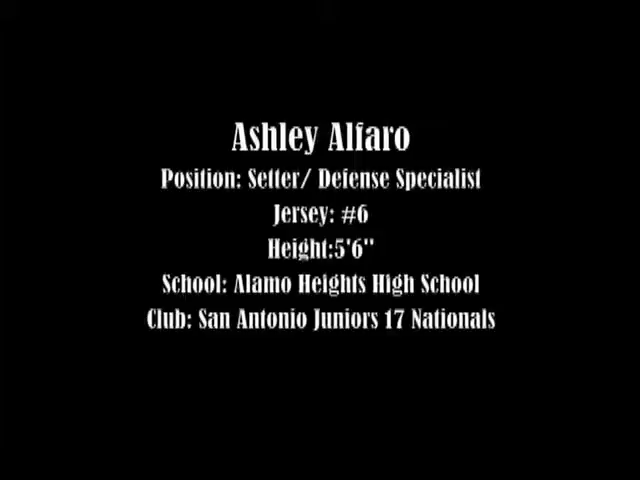 Ashley Alfaro
Position: Setter/ Defense Specialist
Jersey: #6
Height:5'6"
School: Alamo Heights High School
Club: San Antonio Juniors 17 Nationals